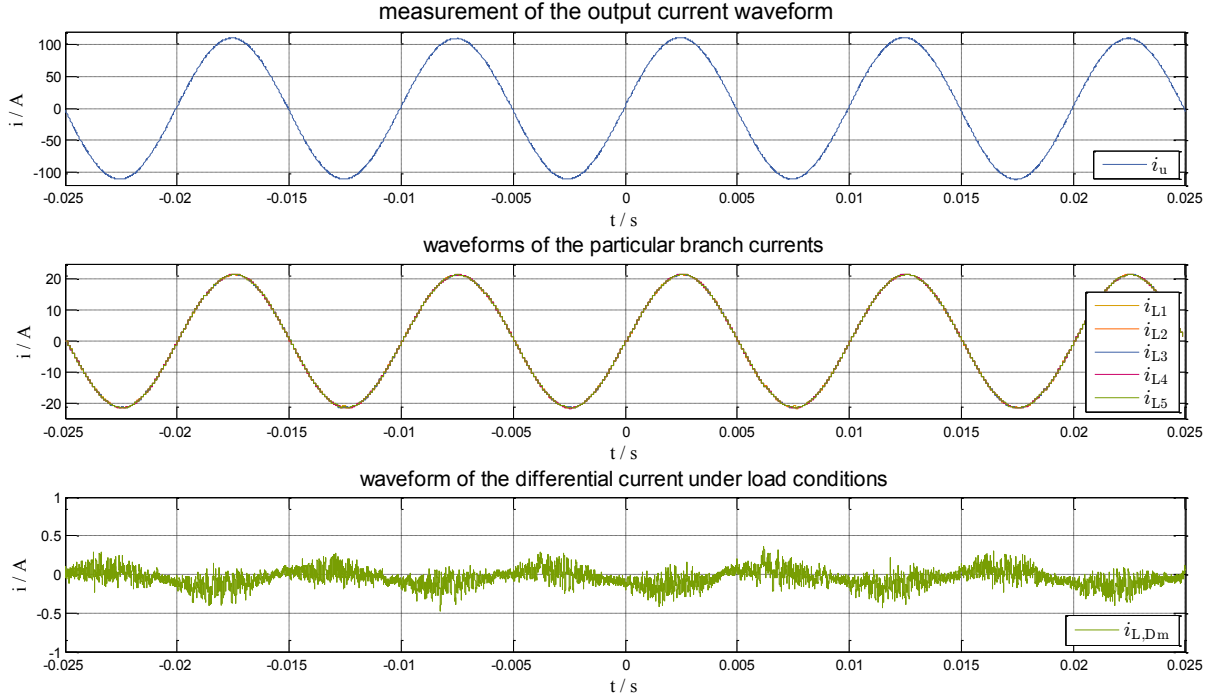 measurement of the output current waveform
100
50
0
-50
-100
i / A
i_u
-0.025 -0.02 -0.015 -0.01 -0.005 0 0.005 0.01 0.015 0.02 0.025
t / s
waveforms of the particular branch currents
20
10
0
-10
-20
i / A
i_L1
i_L2
i_L3
i_L4
i_L5
-0.025 -0.02 -0.015 -0.01 -0.005 0 0.005 0.01 0.015 0.02 0.025
t / s
waveform of the differential current under load conditions
1
0.5
0
-0.5
-1
i / A
i_L,Dm
-0.025 -0.02 -0.015 -0.01 -0.005 0 0.005 0.01 0.015 0.02 0.025
t / s